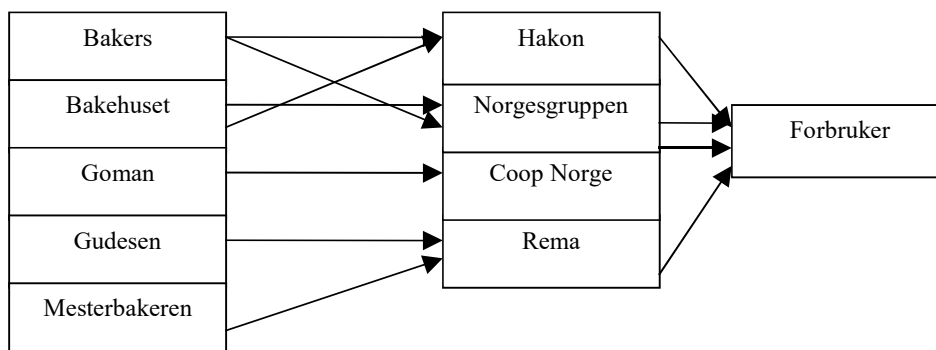 Bakers
Bakehuset
Goman
Gudesen
Mesterbakeren
Hakon
Norgesgruppen
Coop Norge
Rema
Forbruker